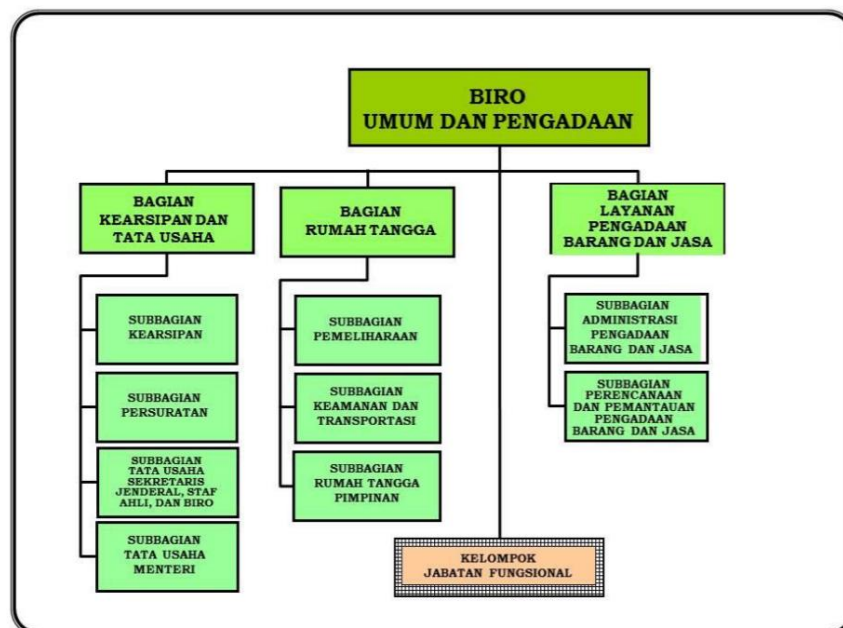 BIRO
UMUM DAN PENGADAAN
BAGIAN
KEARSIPAN DAN
TATA USAHA
BAGIAN
RUMAH TANGGA
BAGIAN
LAYANAN
PENGADAAN
BARANG DAN JASA
SUBBAGIAN
KEARSIPAN
SUBBAGIAN
PERSURATAN
SUBBAGIAN
TATA USAHA
SEKRETARIS
JENDERAL, STAF
AHLI, DAN BIRO
SUBBAGIAN
TATA USAHA
MENTERI
SUBBAGIAN
PEMELIHARAAN
SUBBAGIAN
KEAMANAN DAN
TRANSPORTASI
SUBBAGIAN
RUMAH TANGGA
PIMPINAN
SUBBAGIAN
ADMINISTRASI
PENGADAAN
BARANG DAN JASA
SUBBAGIAN
PERENCANAAN
DAN PEMANTAUAN
PENGADAAN
BARANG DAN JASA
KELOMPOK
JABATAN FUNGSIONAL